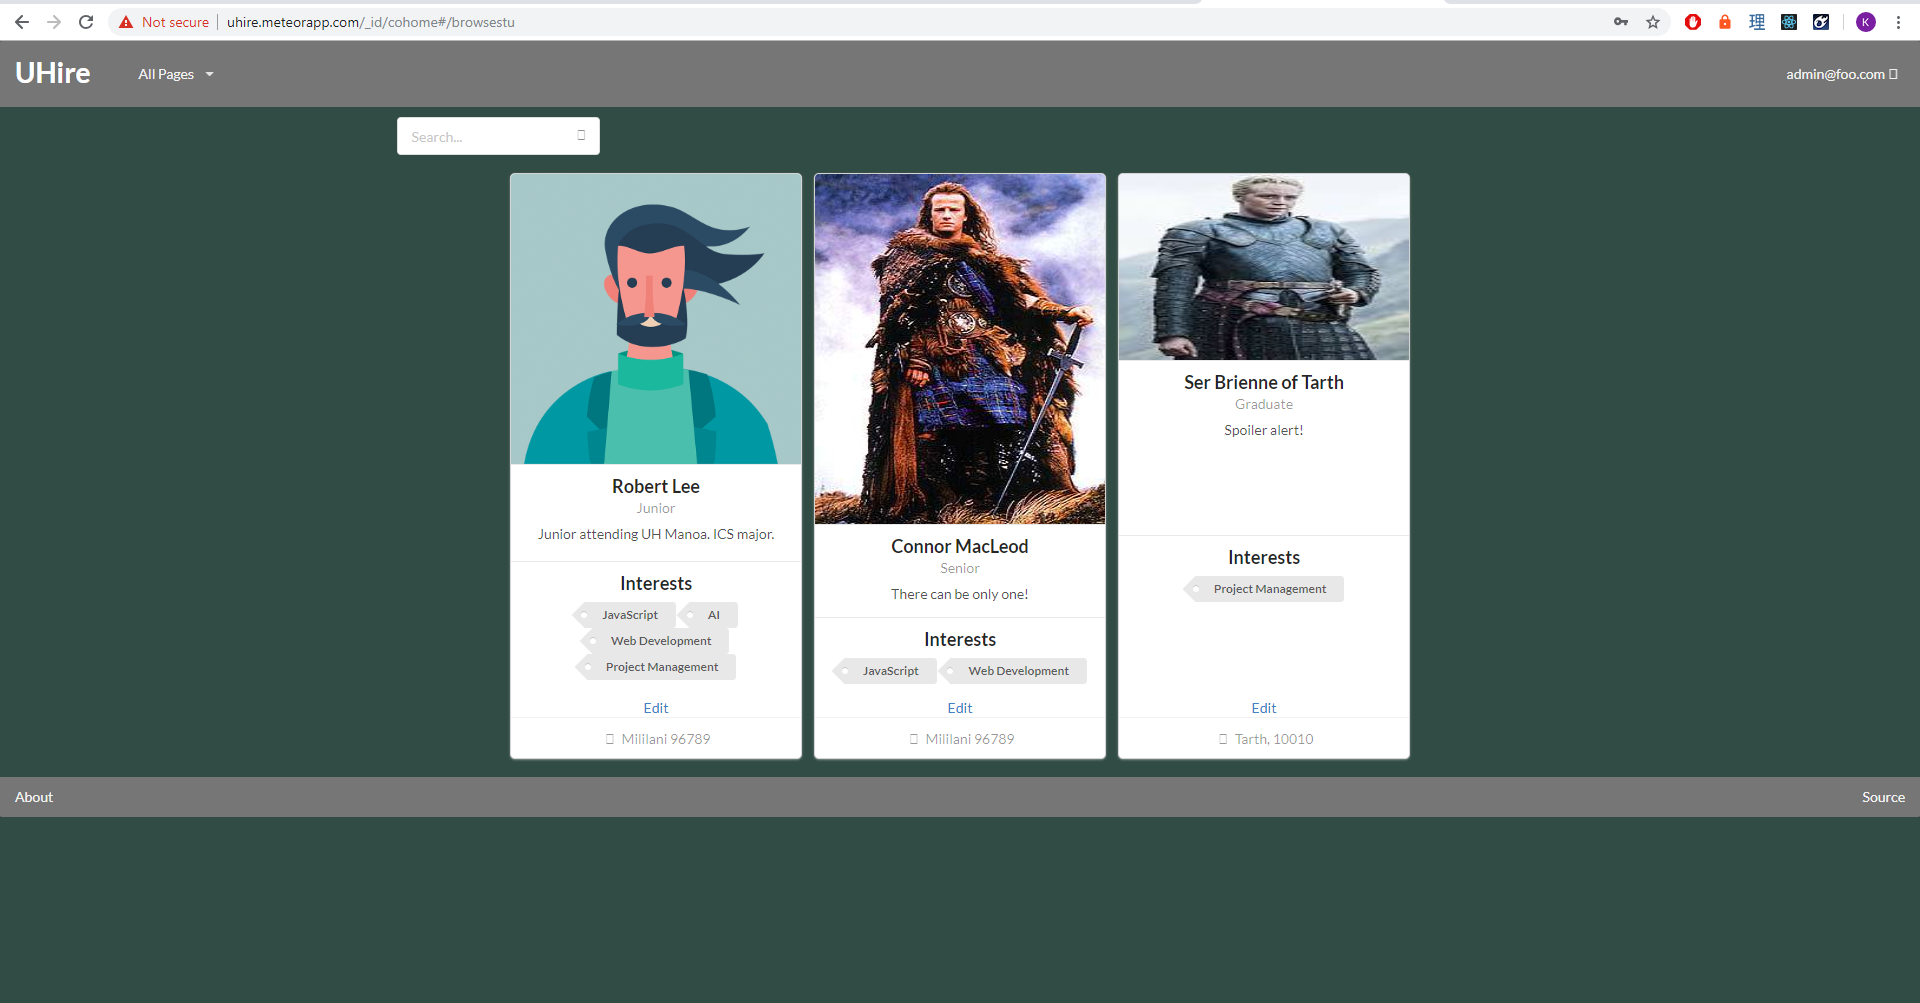 Not secure uhire.meteorapp.com/_id/cohome#/browsestu 理 K
UHire All Pages admin@foo.com
Search...
Robert Lee
Junior
Junior attending UH Manoa. ICS major.
Interests
JavaScript AI
Web Development
Project Management
Edit
Mililani 96789
Connor MacLeod
Senior
There can be only one!
Interests
JavaScript Web Development
Edit
Mililani 96789
Ser Brienne of Tarth
Graduate
Spoiler alert!
Interests
Project Management
Edit
Tarth, 10010
About Source